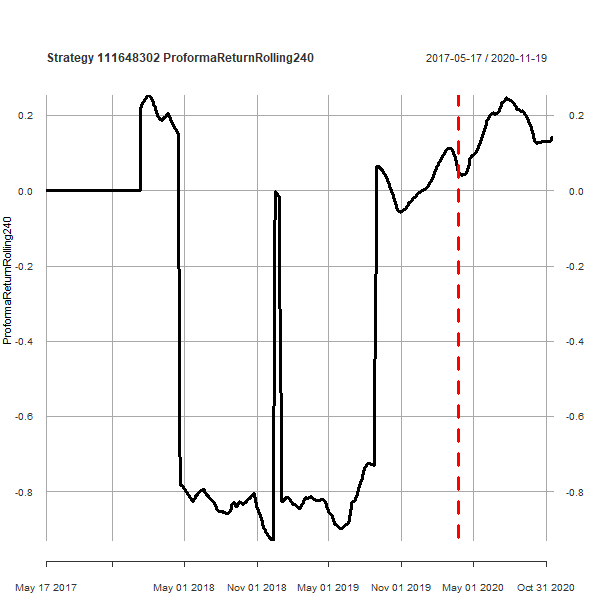 Strategy 111648302 ProformaReturnRolling240
2017-05-17 / 2020-11-19
ProformaReturnRolling240
0.2 0.2
0.0 0.0
-0.2 -0.2
-0.4 -0.4
-0.6 -0.6
-0.8 -0.8
May 17 2017 May 01 2018 Nov 01 2018 May 01 2019 Nov 01 2019 May 01 2020 Oct 31 2020